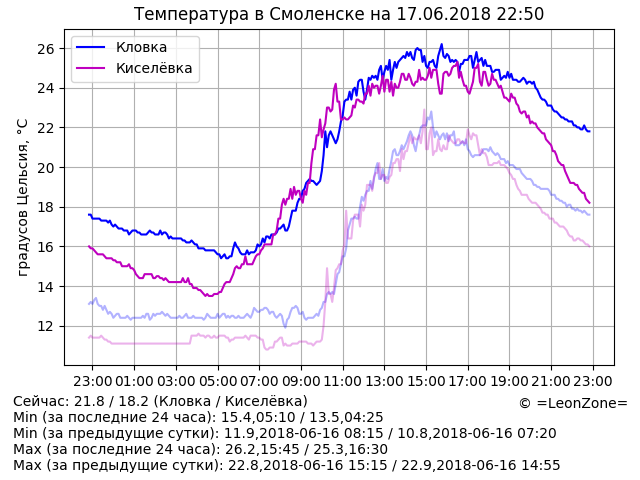 Температура в Смоленске на 17.06.2018 22:50
Кловка
Киселёвка
градусов Цельсия, °C
26
24
22
20
18
16
14
12
23:00 01:00 03:00 05:00 07:00 09:00 11:00 13:00 15:00 17:00 19:00 21:00 23:00
Сейчас: 21.8 / 18.2 (Кловка / Киселёвка)
© =LeonZone=
Min (за последние 24 часа): 15.4,05:10 / 13.5,04:25
Min (за предыдущие сутки): 11.9,2018-06-16 08:15 / 10.8,2018-06-16 07:20
Max (за последние 24 часа): 26.2,15:45 / 25.3,16:30
Max (за предыдущие сутки): 22.8,2018-06-16 15:15 / 22.9,2018-06-16 14:55